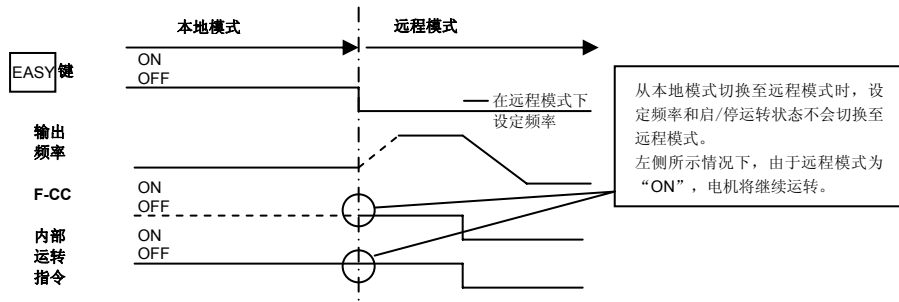 本地模式
远程模式
EASY键
ON
OFF
在远程模式下
设定频率
输出
频率
F-CC
ON
OFF
内部
运转
指令
ON
OFF
从本地模式切换至远程模式时，设
定频率和启/停运转状态不会切换至
远程模式。
左侧所示情况下，由于远程模式为
“ON”，电机将继续运转。